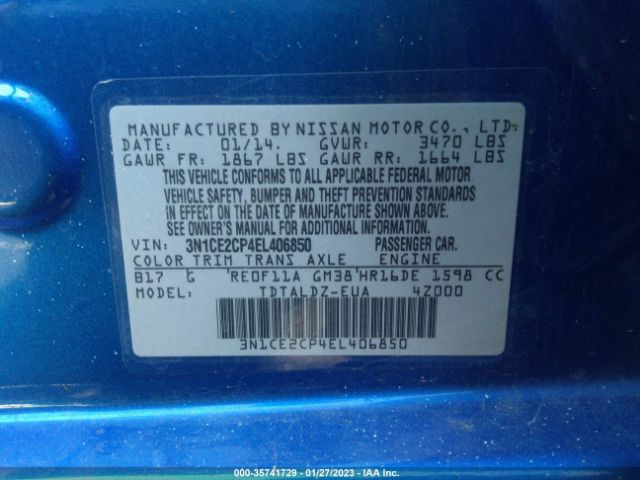 MANUFACTURED BY NISSAN MOTOR CO., LTD.
DATE: 01/14. GVWR: 3470 LBS
GAWR FR: 1867 LBS GAWR RR: 1664 LBS
THIS VEHICLE CONFORMS TO ALL APPLICABLE FEDERAL MOTOR
VEHICLE SAFETY, BUMPER AND THEFT PREVENTION STANDARDS
IN EFFECT ON THE DATE OF MANUFACTURE SHOWN ABOVE.
SEE OWNER'S MANUAL FOR ADDITIONAL INFORMATION.
VIN: 3N1CE2CP4EL406850 PASSENGER CAR.
COLOR TRIM TRANS AXLE ENGINE
B17 G 'RE0F11A GM38'HR16DE 1598 CC
MODEL: TDTALDZ-EUA 4Z000
3N1CE2CP4EL406850
000-35741729 - 01/27/2023 - IAA Inc.